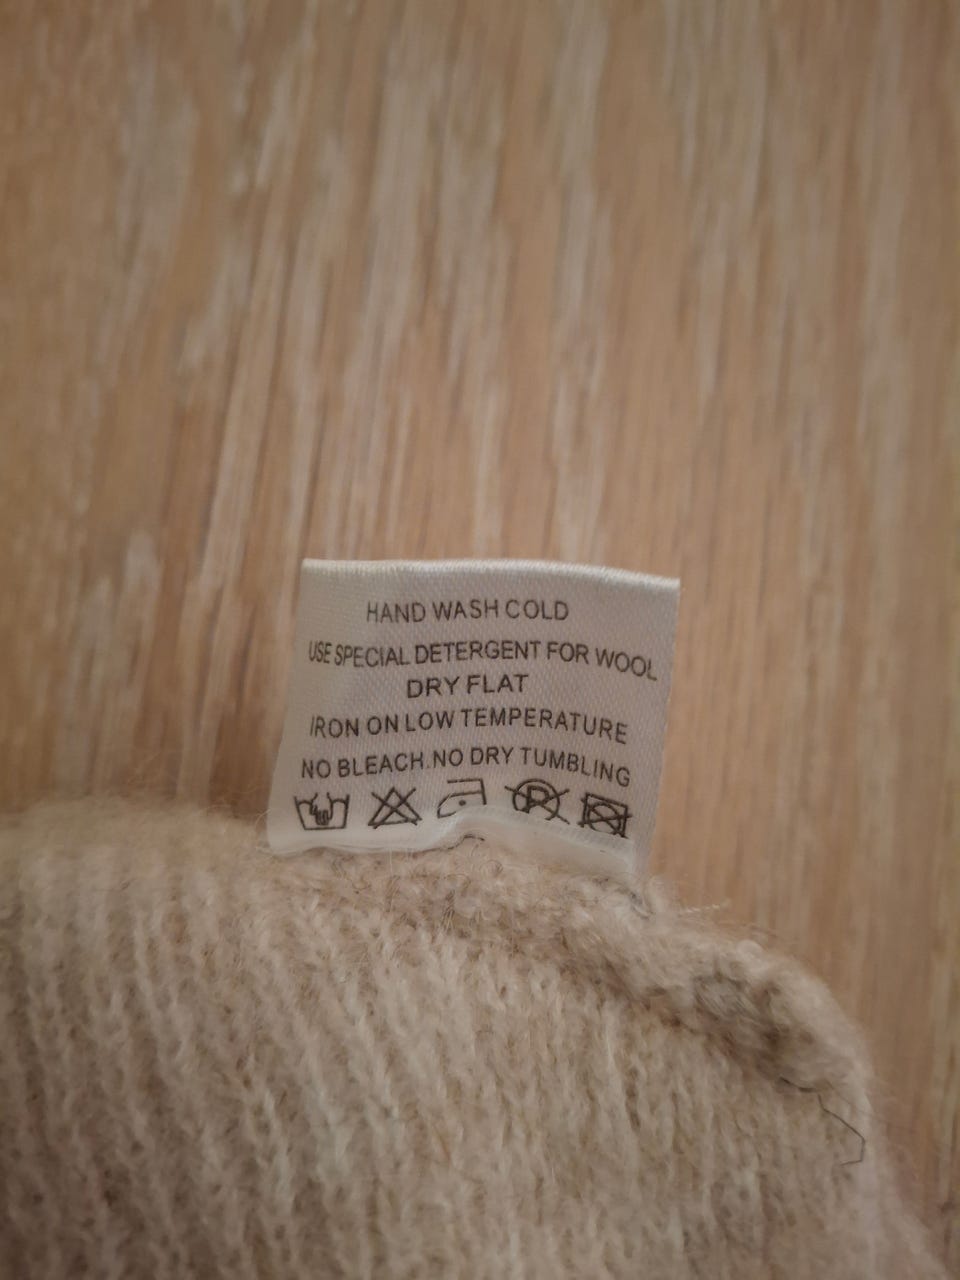 HAND WASH COLD
USE SPECIAL DETERGENT FOR WOOL
DRY FLAT
IRON ON LOW TEMPERATURE
NO BLEACH.NO DRY TUMBLING
P